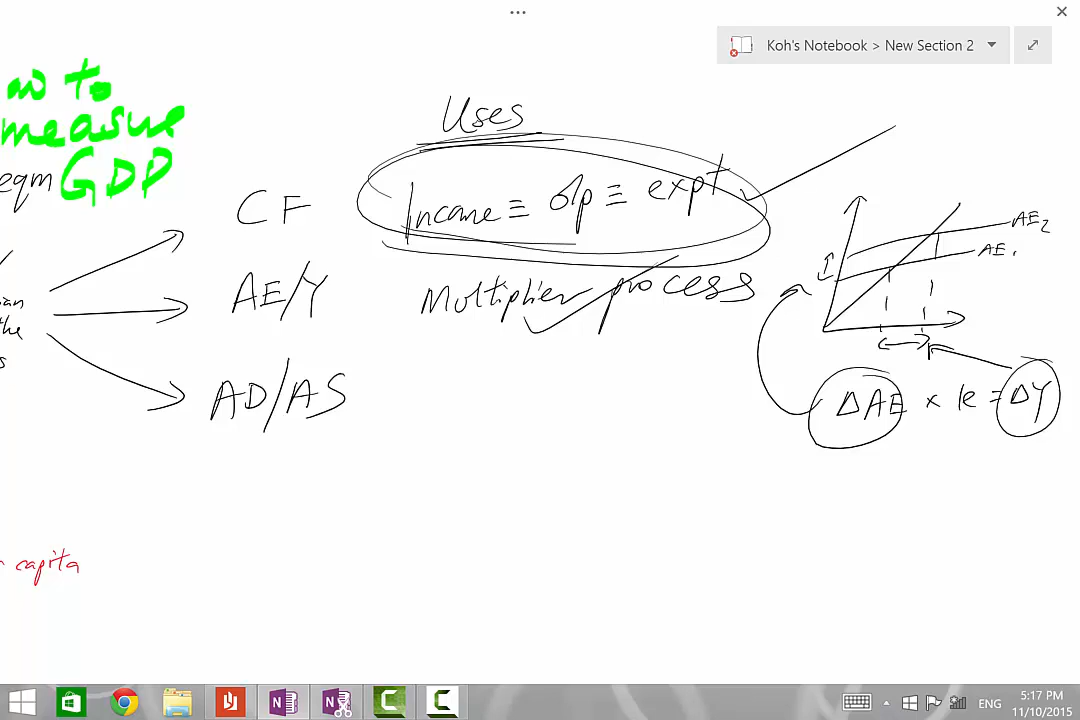 Koh's Notebook > New Section 2
to
measure
GDP
eqm
the
capita
CF
AE/Y
AD/AS
Uses
Income ≡ o/p ≡ expt
Multiplier process
AE2
AE1
ΔAE × k = ΔY
ENG
5:17 PM
11/10/2015